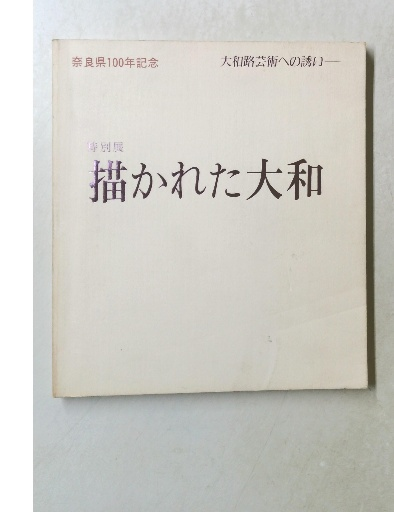 奈良県100年記念
大和路芸術への誘い―
特別展
描かれた大和